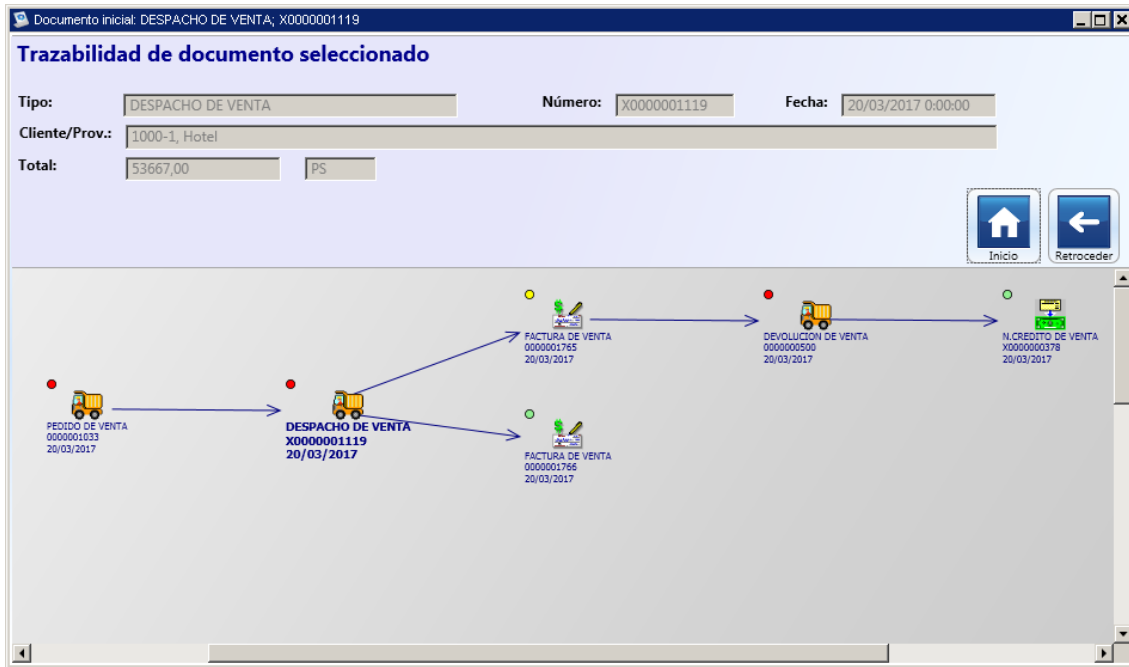 Documento inicial: DESPACHO DE VENTA; X0000001119
Trazabilidad de documento seleccionado
Tipo: DESPACHO DE VENTA Número: X0000001119 Fecha: 20/03/2017 0:00:00
Cliente/Prov.: 1000-1, Hotel
Total: 53667,00 PS
Inicio Retroceder
FACTURA DE VENTA
0000001765
20/03/2017
DEVOLUCION DE VENTA
0000000500
20/03/2017
N.CREDITO DE VENTA
X0000000378
20/03/2017
PEDIDO DE VENTA
0000001033
20/03/2017
DESPACHO DE VENTA
X0000001119
20/03/2017
FACTURA DE VENTA
0000001766
20/03/2017